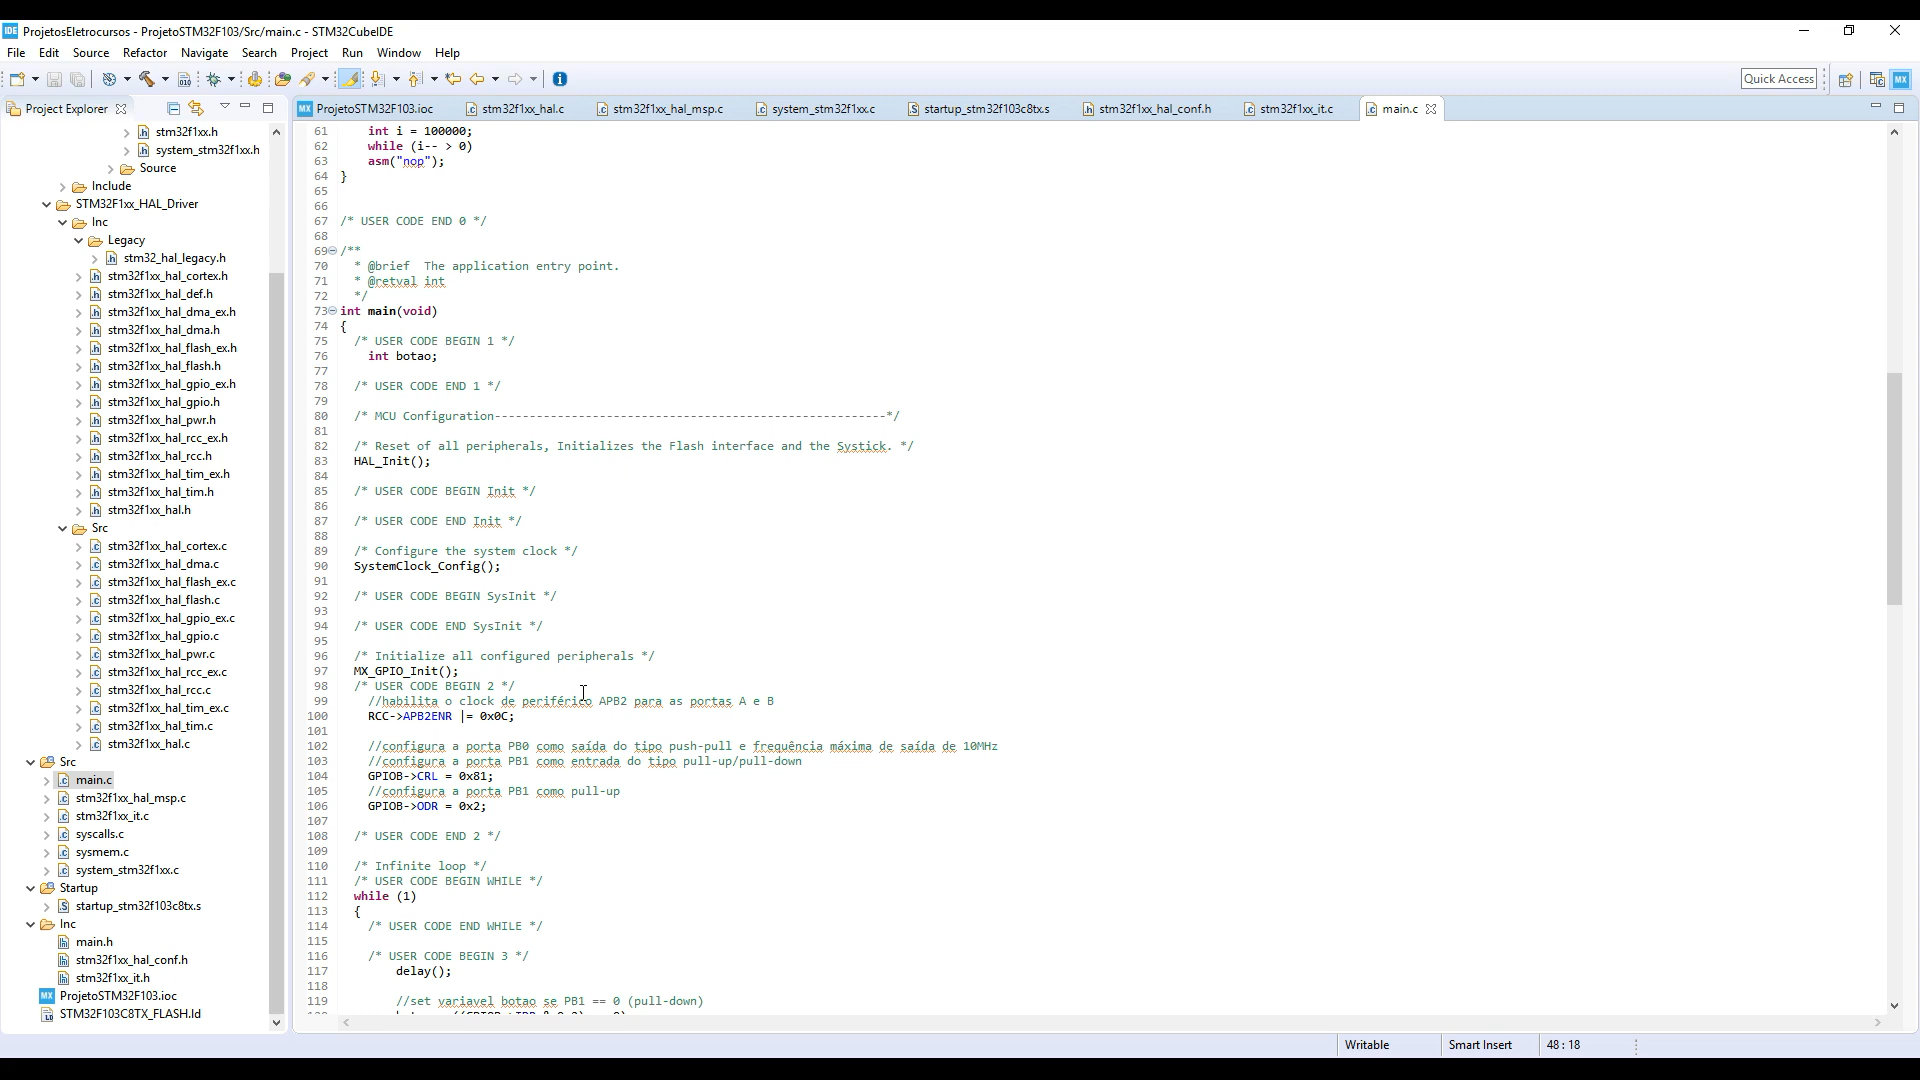 IDE ProjetosEletrocursos - ProjetoSTM32F103/Src/main.c - STM32CubeIDE
File Edit Source Refactor Navigate Search Project Run Window Help
Quick Access
Project Explorer
ProjetoSTM32F103.ioc stm32f1xx_hal.c stm32f1xx_hal_msp.c system_stm32f1xx.c startup_stm32f103c8tx.s stm32f1xx_hal_conf.h stm32f1xx_it.c main.c
stm32f1xx.h
system_stm32f1xx.h
Source
Include
STM32F1xx_HAL_Driver
Inc
Legacy
stm32_hal_legacy.h
stm32f1xx_hal_cortex.h
stm32f1xx_hal_def.h
stm32f1xx_hal_dma_ex.h
stm32f1xx_hal_dma.h
stm32f1xx_hal_flash_ex.h
stm32f1xx_hal_flash.h
stm32f1xx_hal_gpio_ex.h
stm32f1xx_hal_gpio.h
stm32f1xx_hal_pwr.h
stm32f1xx_hal_rcc_ex.h
stm32f1xx_hal_rcc.h
stm32f1xx_hal_tim_ex.h
stm32f1xx_hal_tim.h
stm32f1xx_hal.h
Src
stm32f1xx_hal_cortex.c
stm32f1xx_hal_dma.c
stm32f1xx_hal_flash_ex.c
stm32f1xx_hal_flash.c
stm32f1xx_hal_gpio_ex.c
stm32f1xx_hal_gpio.c
stm32f1xx_hal_pwr.c
stm32f1xx_hal_rcc_ex.c
stm32f1xx_hal_rcc.c
stm32f1xx_hal_tim_ex.c
stm32f1xx_hal_tim.c
stm32f1xx_hal.c
Src
main.c
stm32f1xx_hal_msp.c
stm32f1xx_it.c
syscalls.c
sysmem.c
system_stm32f1xx.c
Startup
startup_stm32f103c8tx.s
Inc
main.h
stm32f1xx_hal_conf.h
stm32f1xx_it.h
ProjetoSTM32F103.ioc
STM32F103C8TX_FLASH.ld
61 int i = 100000;
62 while (i-- > 0)
63 asm("nop");
64 }
65
66
67 /* USER CODE END 0 */
68
69 /**
70 * @brief The application entry point.
71 * @retval int
72 */
73 int main(void)
74 {
75 /* USER CODE BEGIN 1 */
76 int botao;
77
78 /* USER CODE END 1 */
79
80 /* MCU Configuration--------------------------------------------------------*/
81
82 /* Reset of all peripherals, Initializes the Flash interface and the Systick. */
83 HAL_Init();
84
85 /* USER CODE BEGIN Init */
86
87 /* USER CODE END Init */
88
89 /* Configure the system clock */
90 SystemClock_Config();
91
92 /* USER CODE BEGIN SysInit */
93
94 /* USER CODE END SysInit */
95
96 /* Initialize all configured peripherals */
97 MX_GPIO_Init();
98 /* USER CODE BEGIN 2 */
99 //habilita o clock de periférico APB2 para as portas A e B
100 RCC->APB2ENR |= 0x0C;
101
102 //configura a porta PB0 como saída do tipo push-pull e frequência máxima de saída de 10MHz
103 //configura a porta PB1 como entrada do tipo pull-up/pull-down
104 GPIOB->CRL = 0x81;
105 //configura a porta PB1 como pull-up
106 GPIOB->ODR = 0x2;
107
108 /* USER CODE END 2 */
109
110 /* Infinite loop */
111 /* USER CODE BEGIN WHILE */
112 while (1)
113 {
114 /* USER CODE END WHILE */
115
116 /* USER CODE BEGIN 3 */
117 delay();
118
119 //set variavel botao se PB1 == 0 (pull-down)
Writable Smart Insert 48 : 18